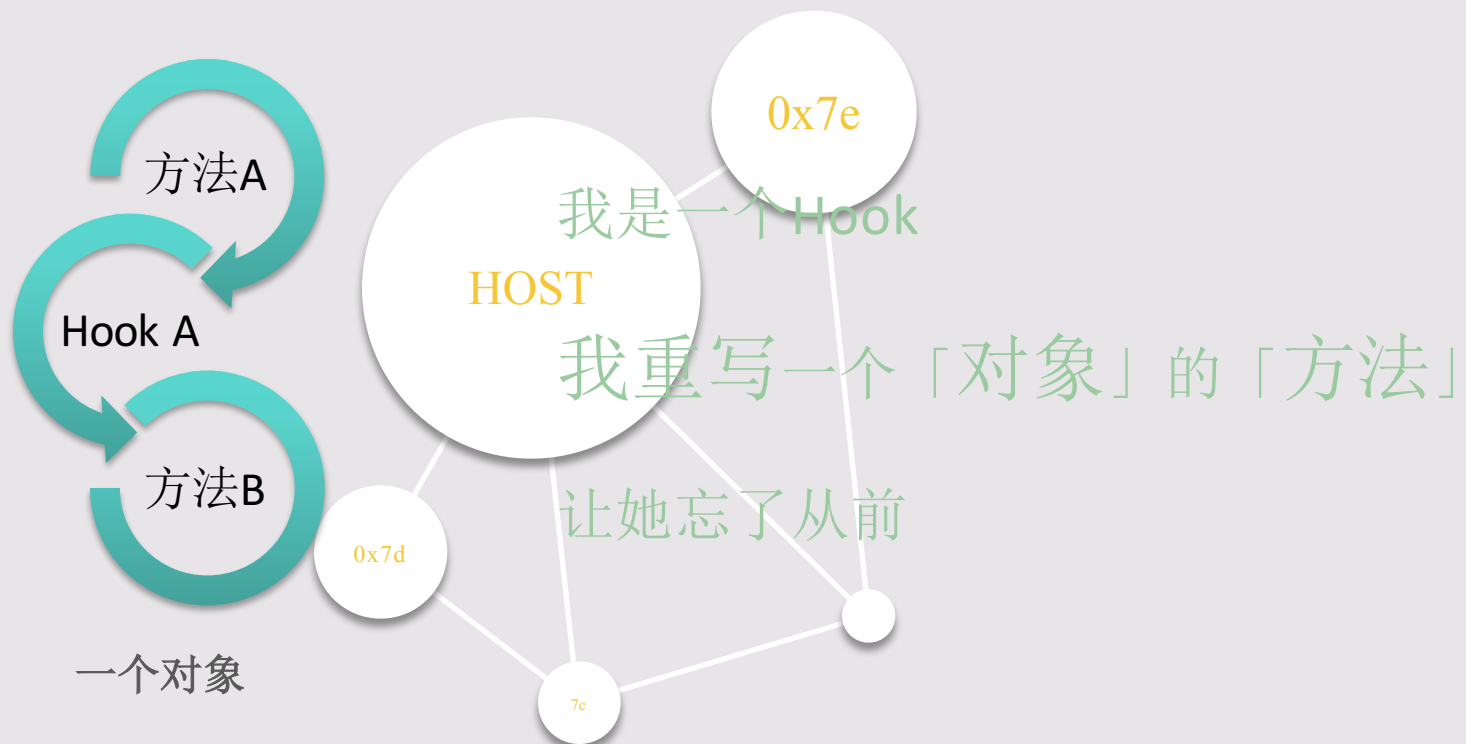 方法A
Hook A
方法B
一个对象
HOST
0x7e
0x7d
7e
我是一个Hook
我重写一个「对象」的「方法」
让她忘了从前